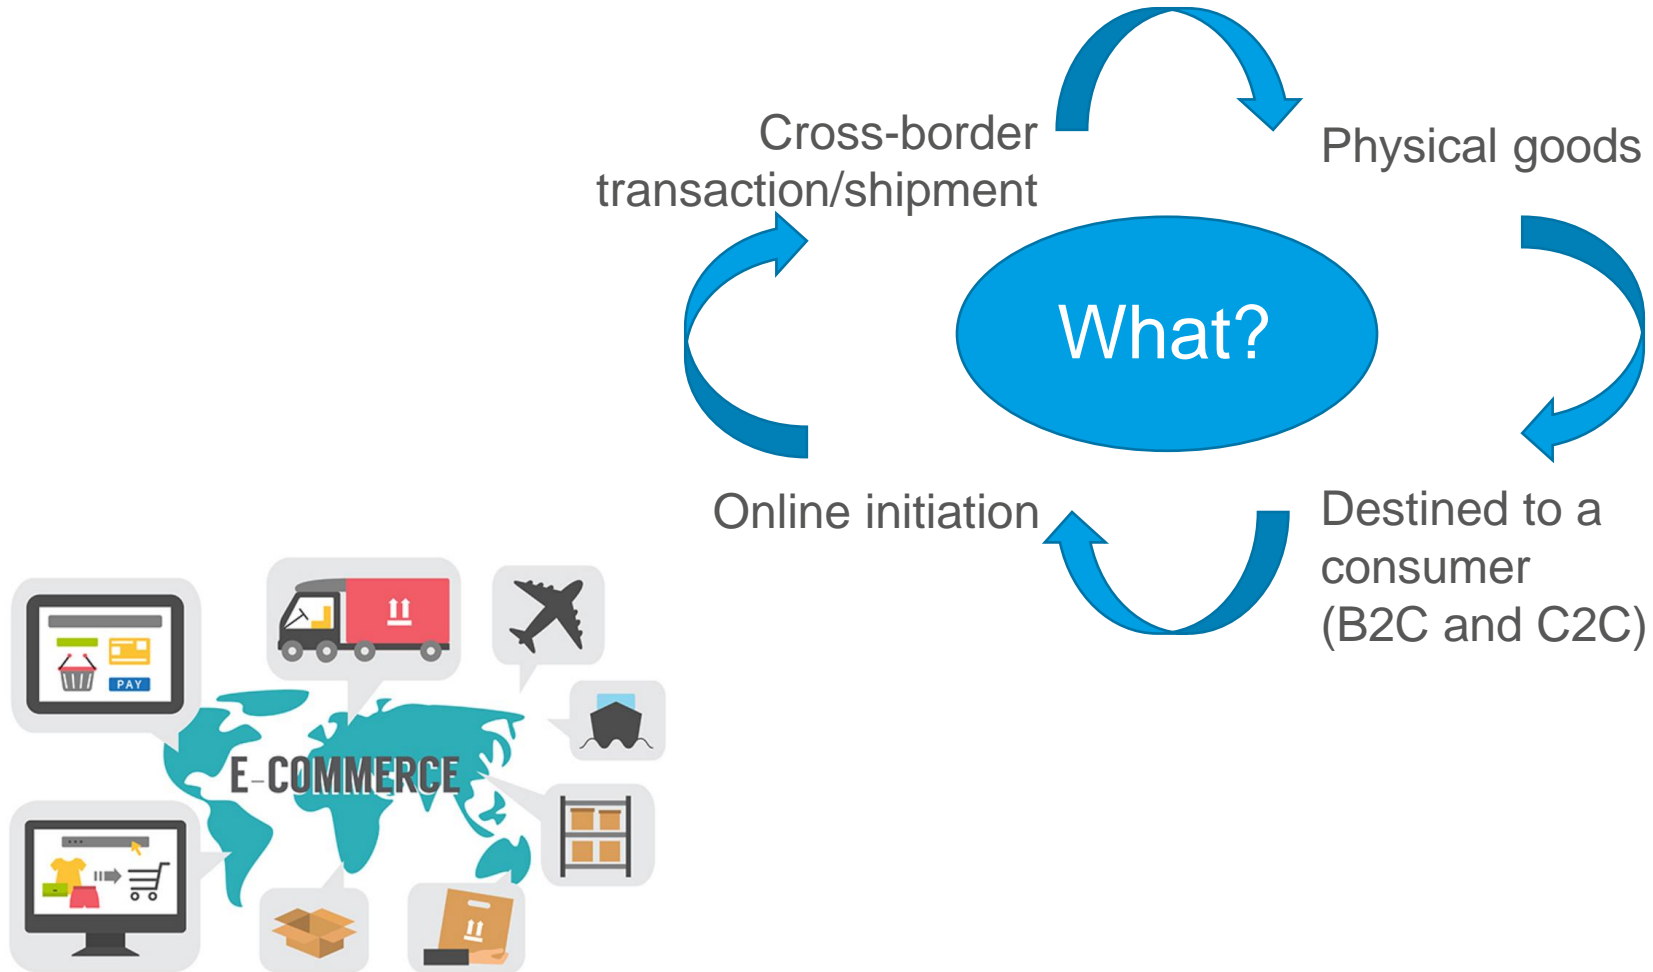 Cross-border
transaction/shipment
Physical goods
What?
Online initiation
Destined to a
consumer
(B2C and C2C)
PAY
E-COMMERCE